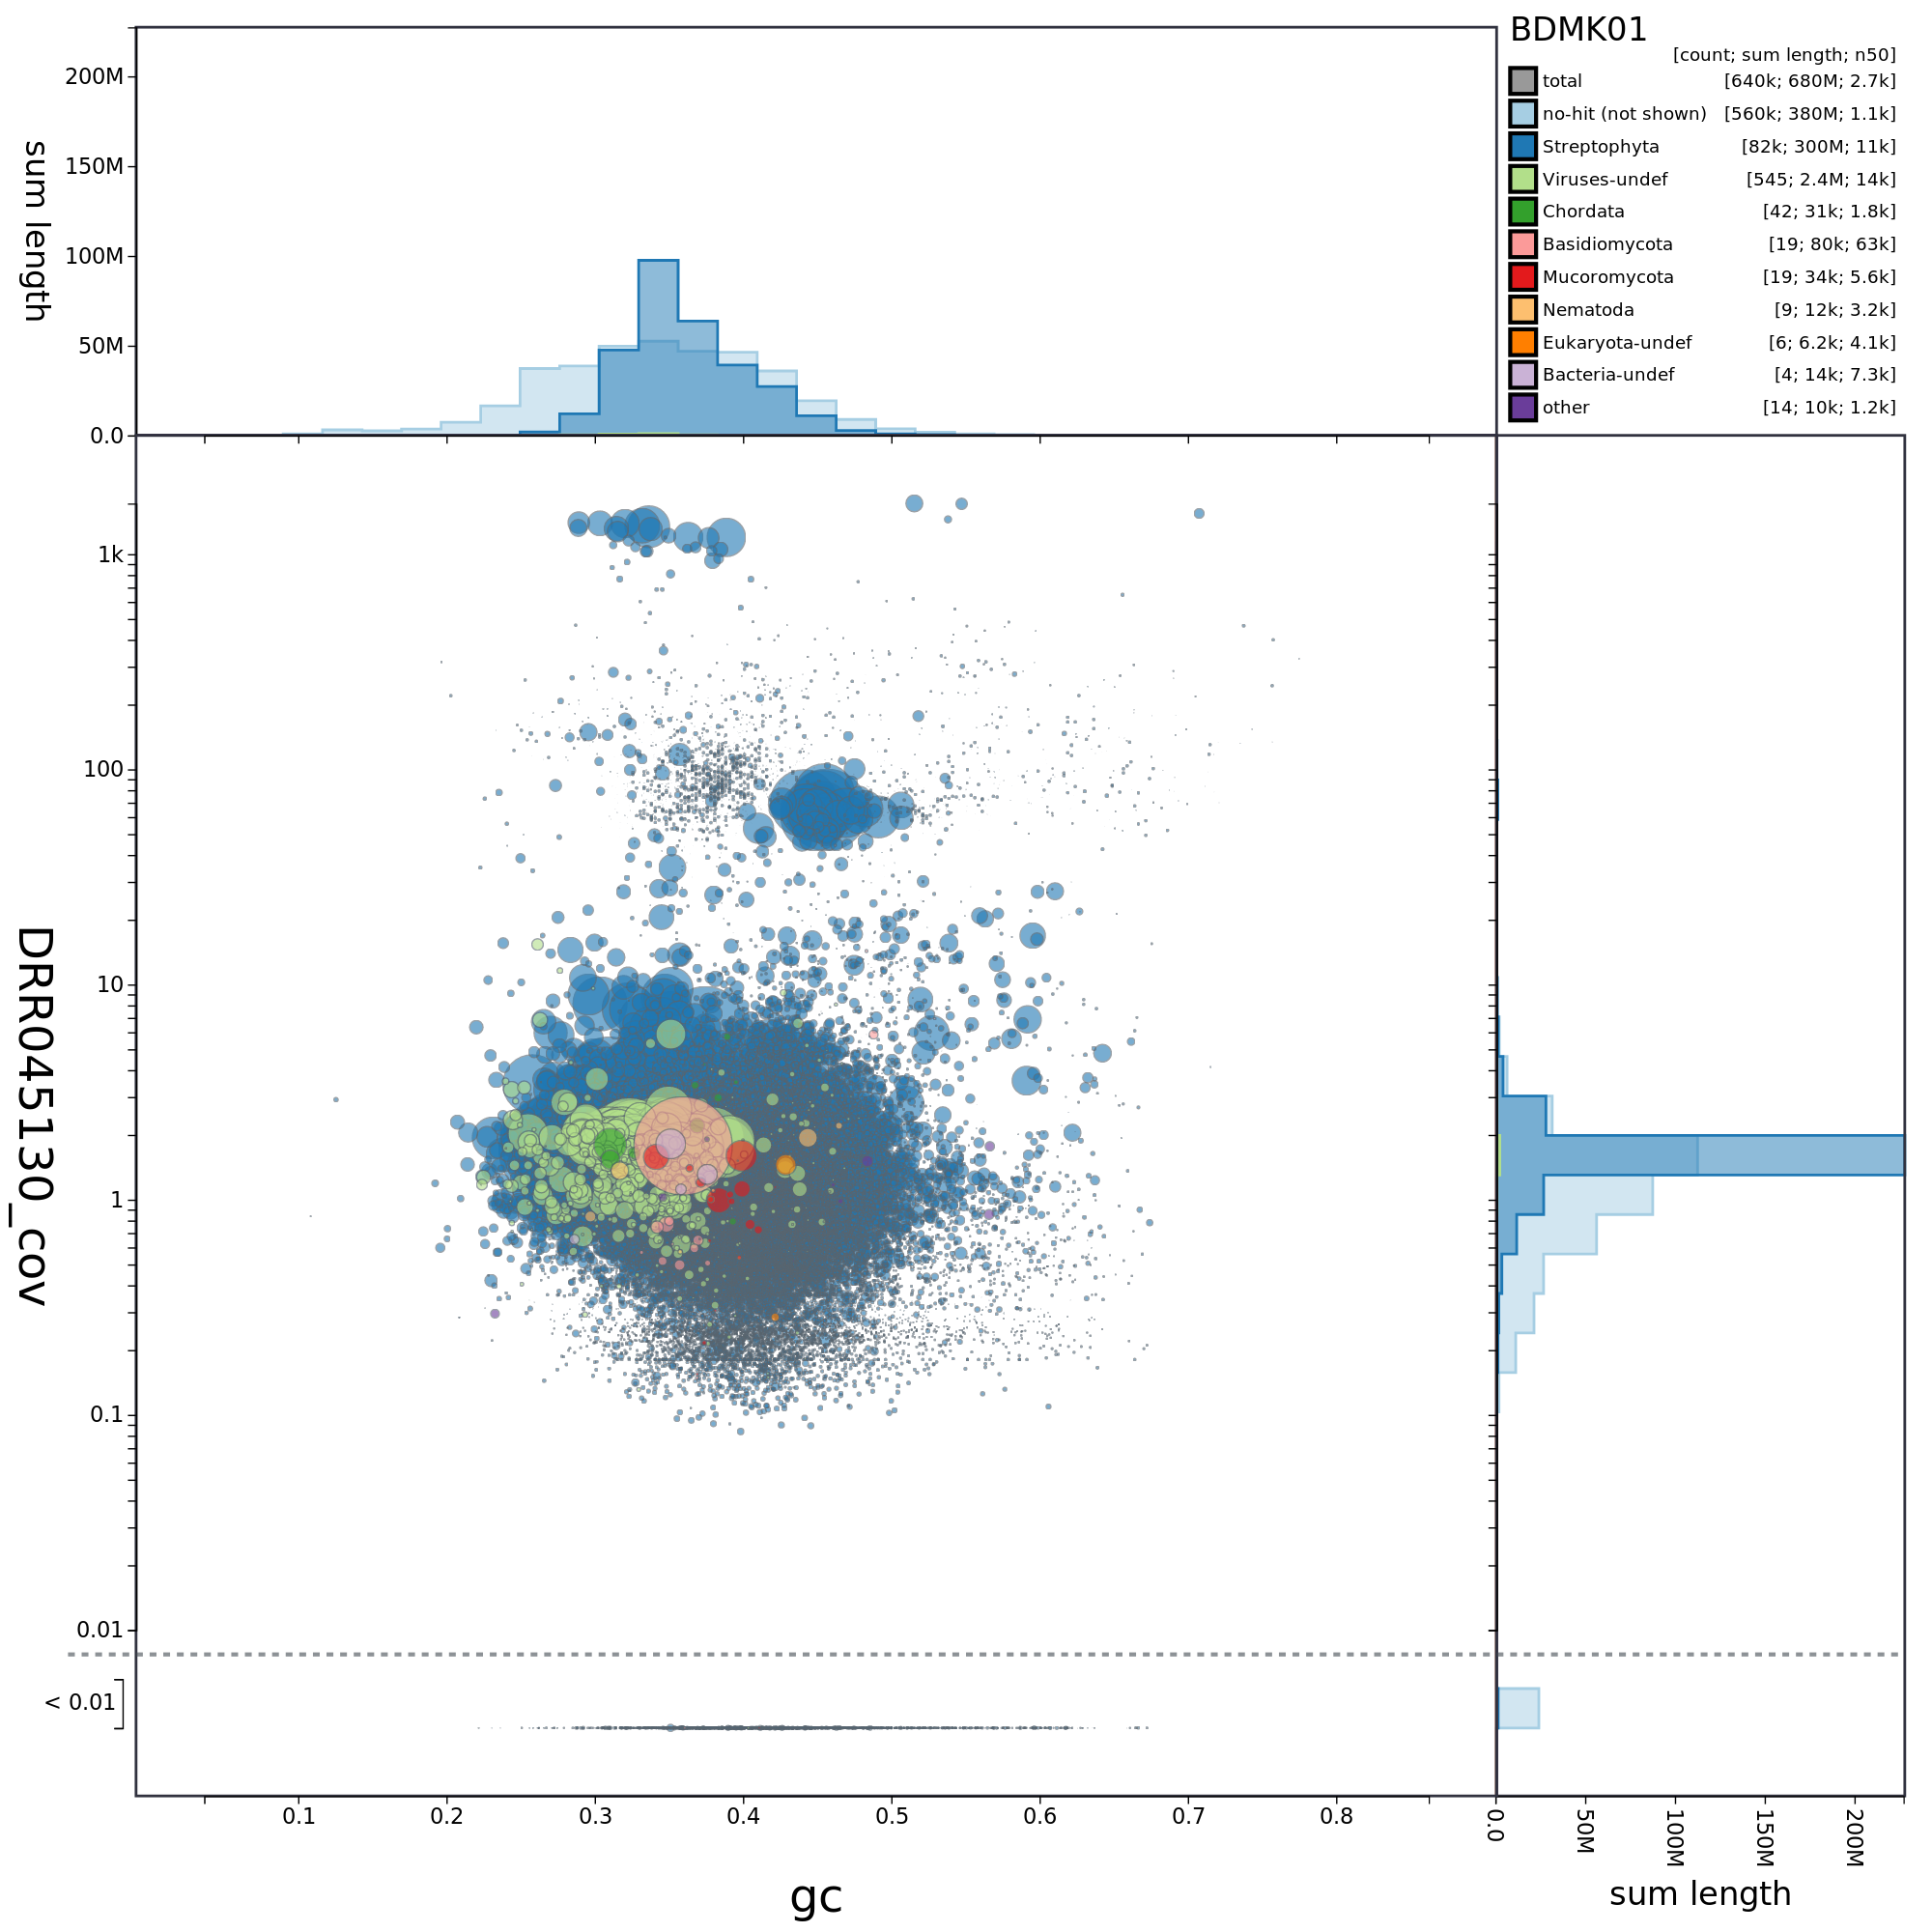 BDMK01
[count; sum length; n50]
total [640k; 680M; 2.7k]
no-hit (not shown) [560k; 380M; 1.1k]
Streptophyta [82k; 300M; 11k]
Viruses-undef [545; 2.4M; 14k]
Chordata [42; 31k; 1.8k]
Basidiomycota [19; 80k; 63k]
Mucoromycota [19; 34k; 5.6k]
Nematoda [9; 12k; 3.2k]
Eukaryota-undef [6; 6.2k; 4.1k]
Bacteria-undef [4; 14k; 7.3k]
other [14; 10k; 1.2k]
sum length
200M
150M
100M
50M
0.0
DRR045130_cov
1k
100
10
1
0.1
0.01
< 0.01
0.1 0.2 0.3 0.4 0.5 0.6 0.7 0.8
gc
0.0 50M 100M 150M 200M
sum length